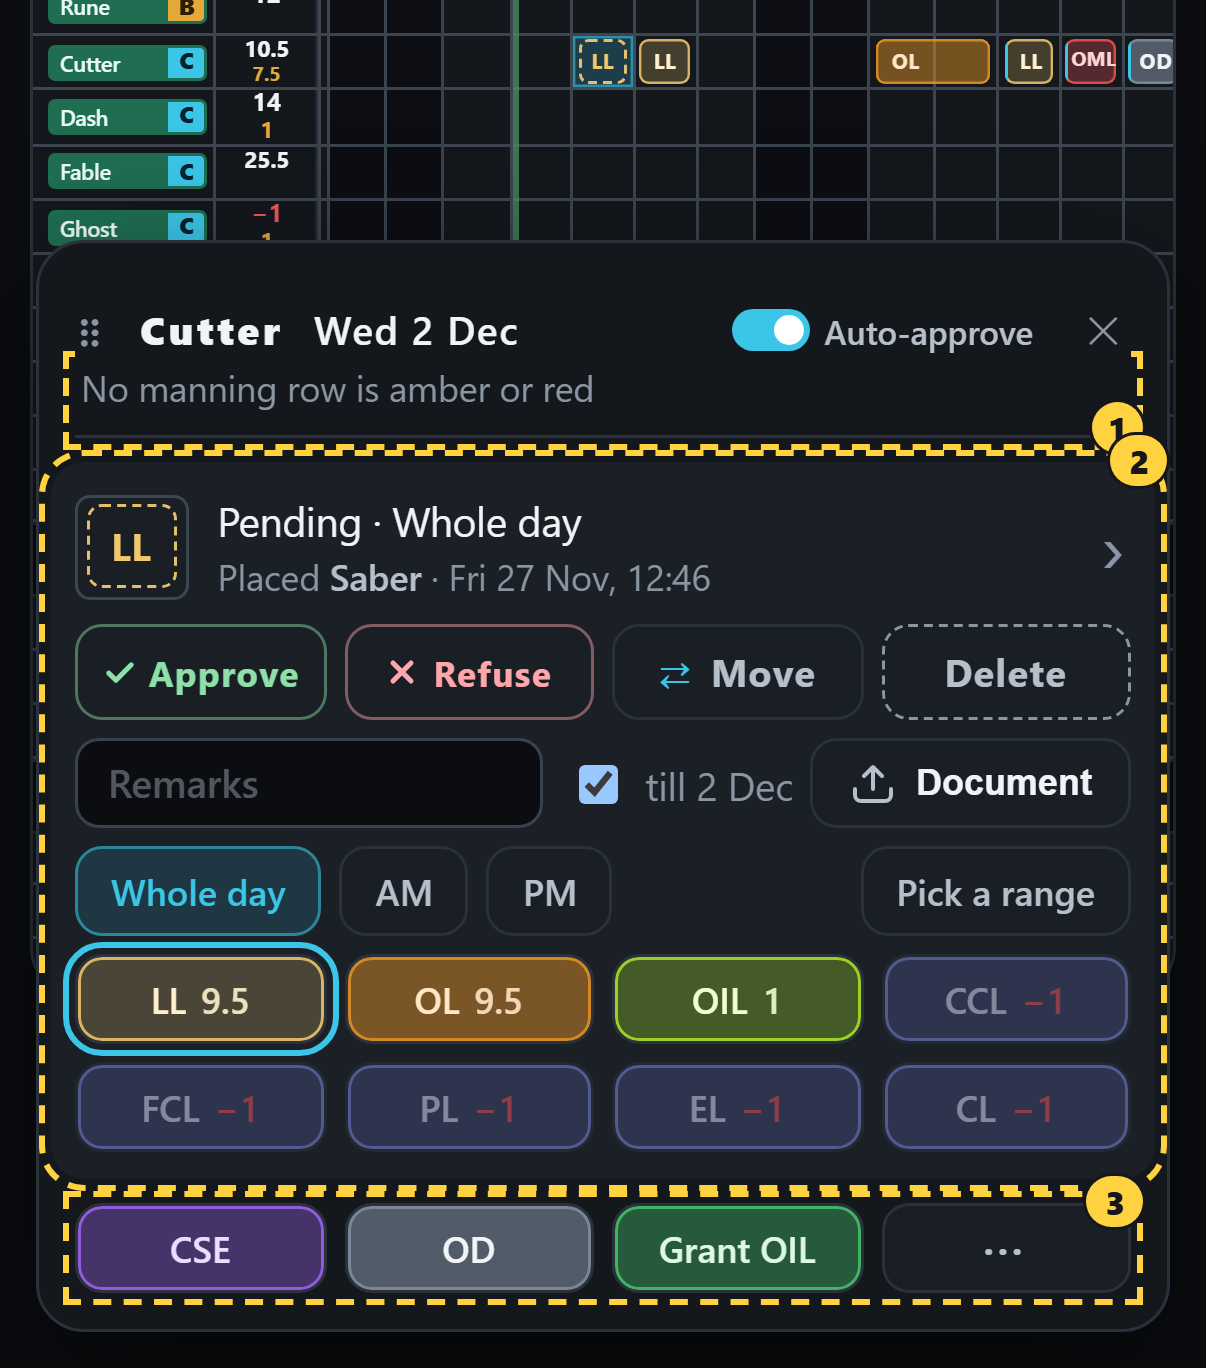 Rune B 12
Cutter C 10.5 LL LL OL LL OML OD
7.5
Dash C 14
1
Fable C 25.5
Ghost C −1
1
Cutter Wed 2 Dec Auto-approve
No manning row is amber or red
1
2
LL Pending · Whole day
Placed Saber · Fri 27 Nov, 12:46
Approve Refuse Move Delete
Remarks till 2 Dec Document
Whole day AM PM Pick a range
LL 9.5 OL 9.5 OIL 1 CCL −1
FCL −1 PL −1 EL −1 CL −1
3
CSE OD Grant OIL ...